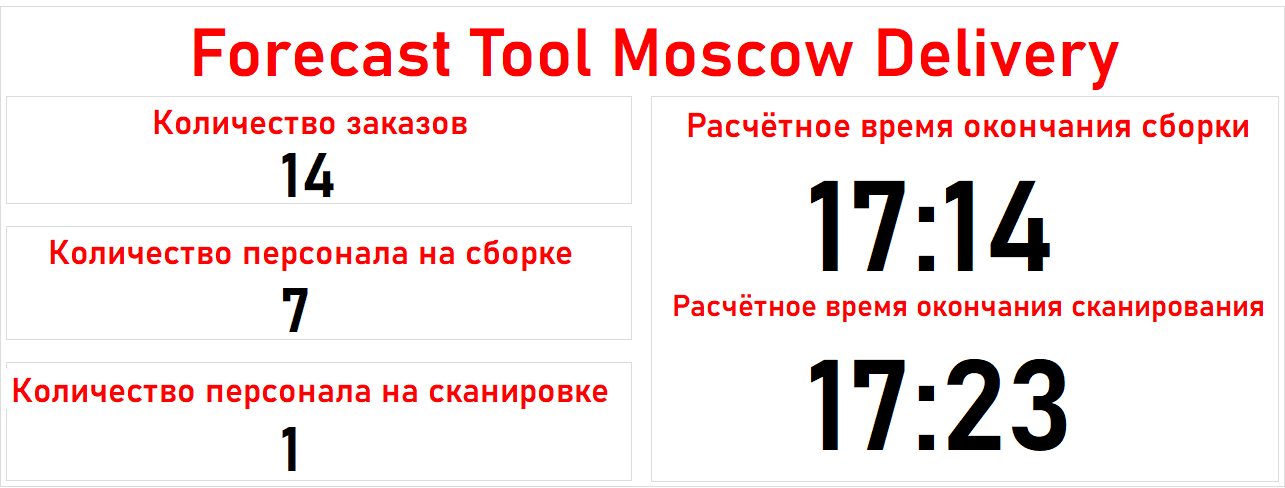 Forecast Tool Moscow Delivery
Количество заказов
14
Количество персонала на сборке
7
Количество персонала на сканировке
1
Расчётное время окончания сборки
17:14
Расчётное время окончания сканирования
17:23